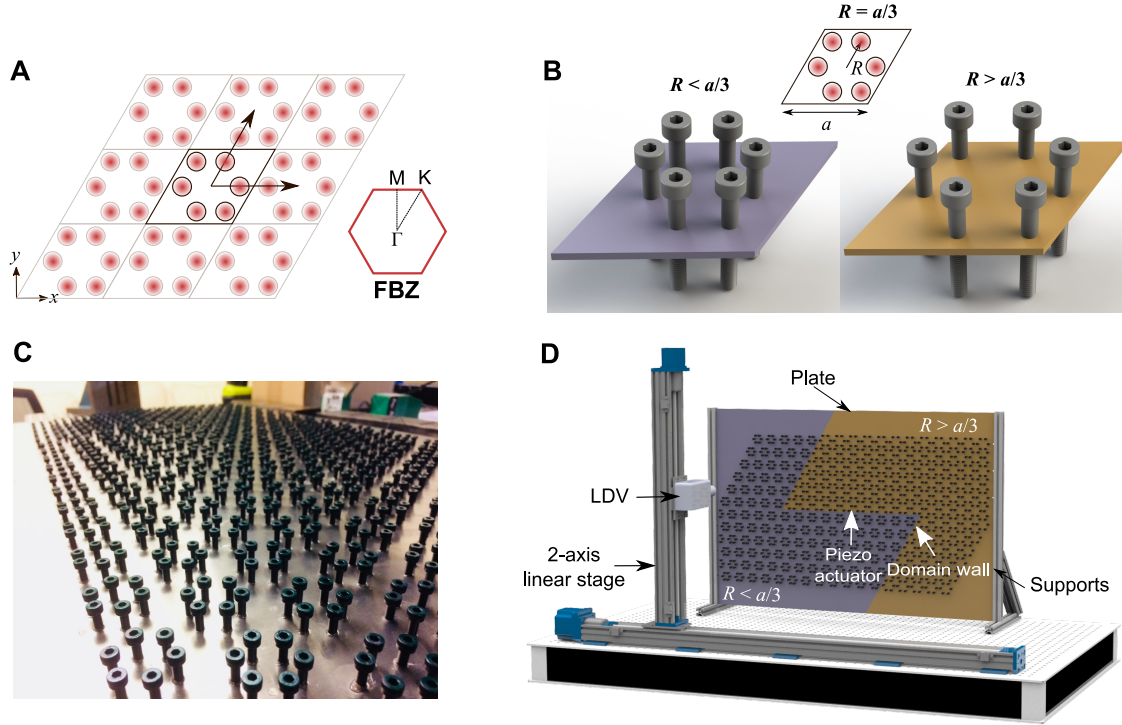 A
y
x
M
K
Γ
FBZ
B
R = a/3
R < a/3
R
a
R > a/3
C
D
Plate
R > a/3
LDV
2-axis
linear stage
Piezo
actuator
Domain wall
Supports
R < a/3